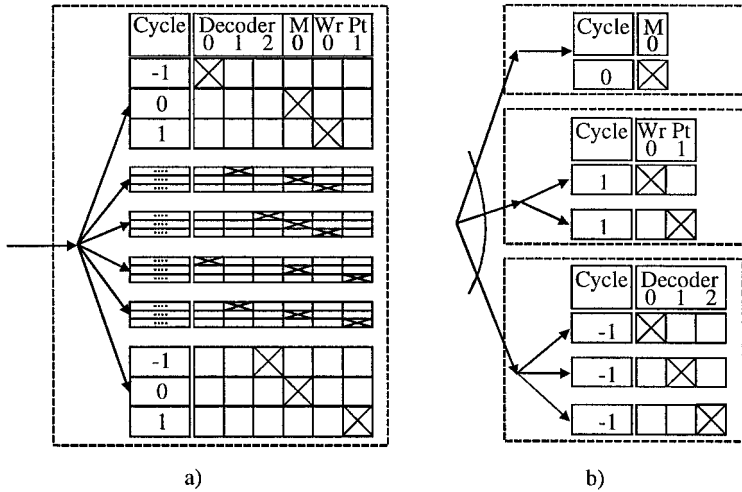 Cycle Decoder M Wr Pt
0 1 2 0 0 1
-1
0
1
....
....
....
....
....
....
....
....
-1
0
1
a)
Cycle M
0
0
Cycle Wr Pt
0 1
1
1
Cycle Decoder
0 1 2
-1
-1
-1
b)